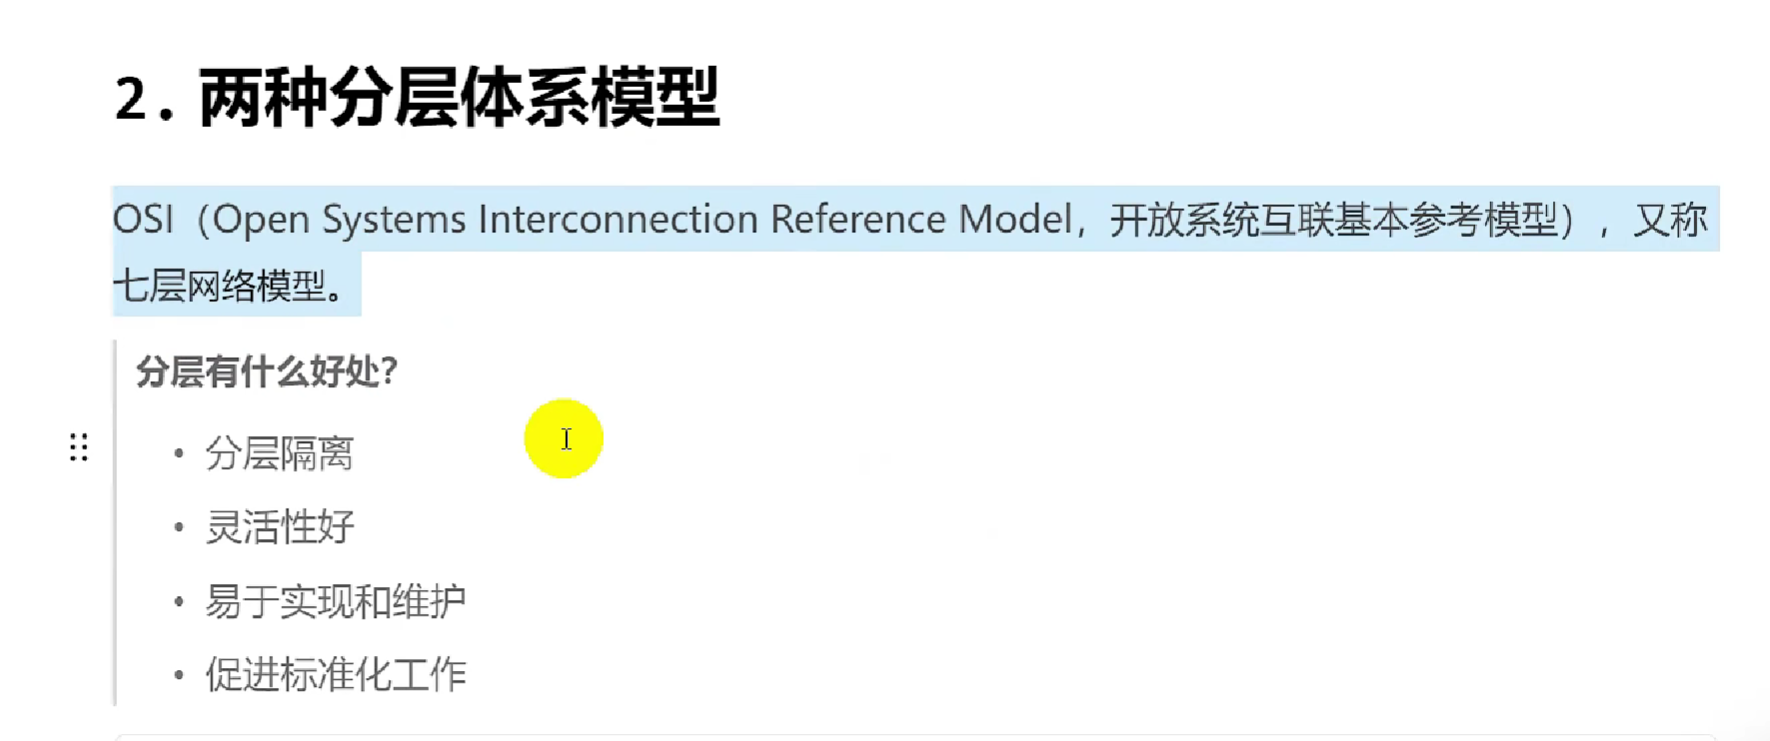 2. 两种分层体系模型
OSI（Open Systems Interconnection Reference Model，开放系统互联基本参考模型），又称
七层网络模型。
分层有什么好处?
• 分层隔离
• 灵活性好
• 易于实现和维护
• 促进标准化工作